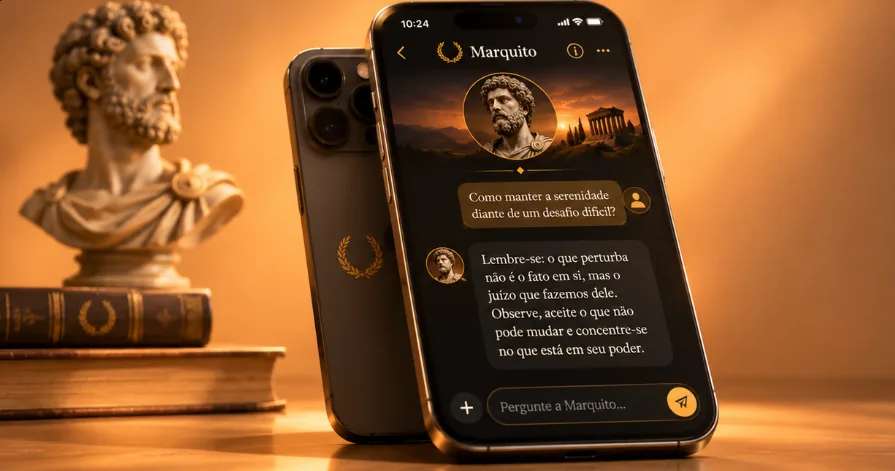 10:24
Marquito
Como manter a serenidade
diante de um desafio difícil?
Lembre-se: o que perturba
não é o fato em si, mas o
juízo que fazemos dele.
Observe, aceite o que não
pode mudar e concentre-se
no que está em seu poder.
Pergunte a Marquito...